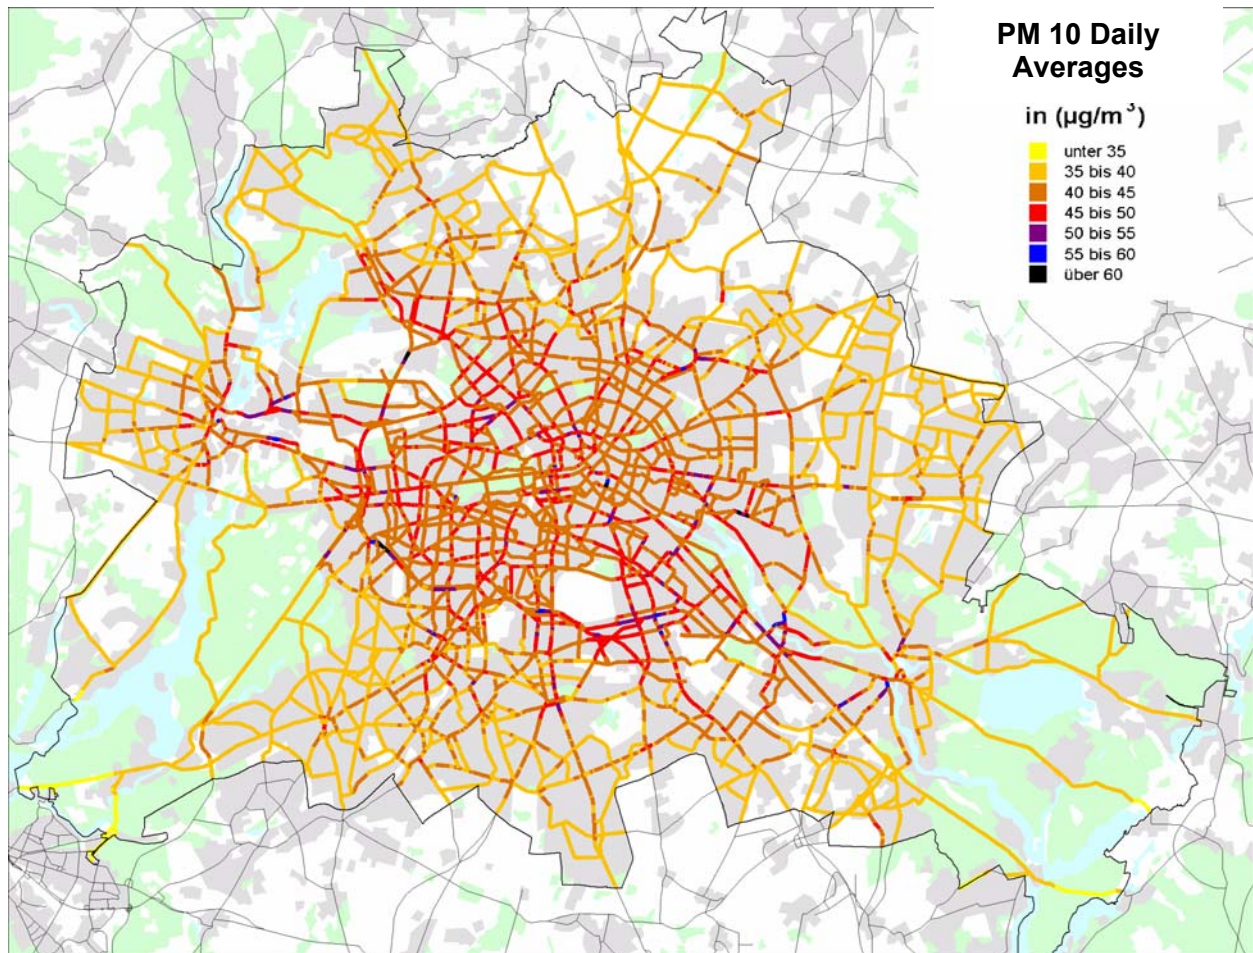 PM 10 Daily
Averages
in (µg/m³)
unter 35
35 bis 40
40 bis 45
45 bis 50
50 bis 55
55 bis 60
über 60